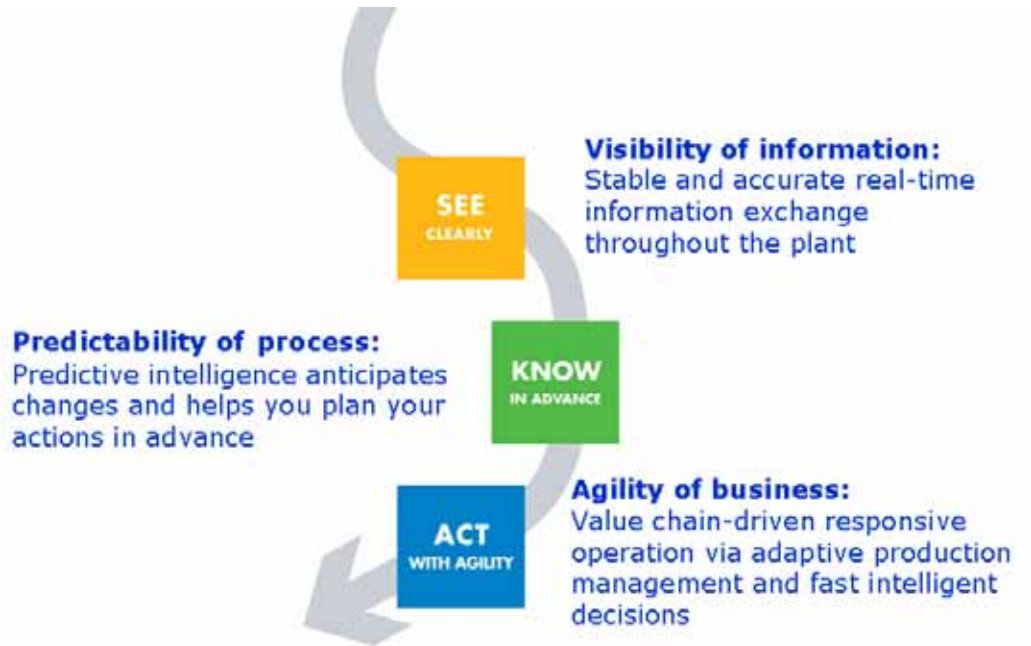 SEE
CLEARLY
Visibility of information:
Stable and accurate real-time
information exchange
throughout the plant
Predictability of process:
Predictive intelligence anticipates
changes and helps you plan your
actions in advance
KNOW
IN ADVANCE
ACT
WITH AGILITY
Agility of business:
Value chain-driven responsive
operation via adaptive production
management and fast intelligent
decisions